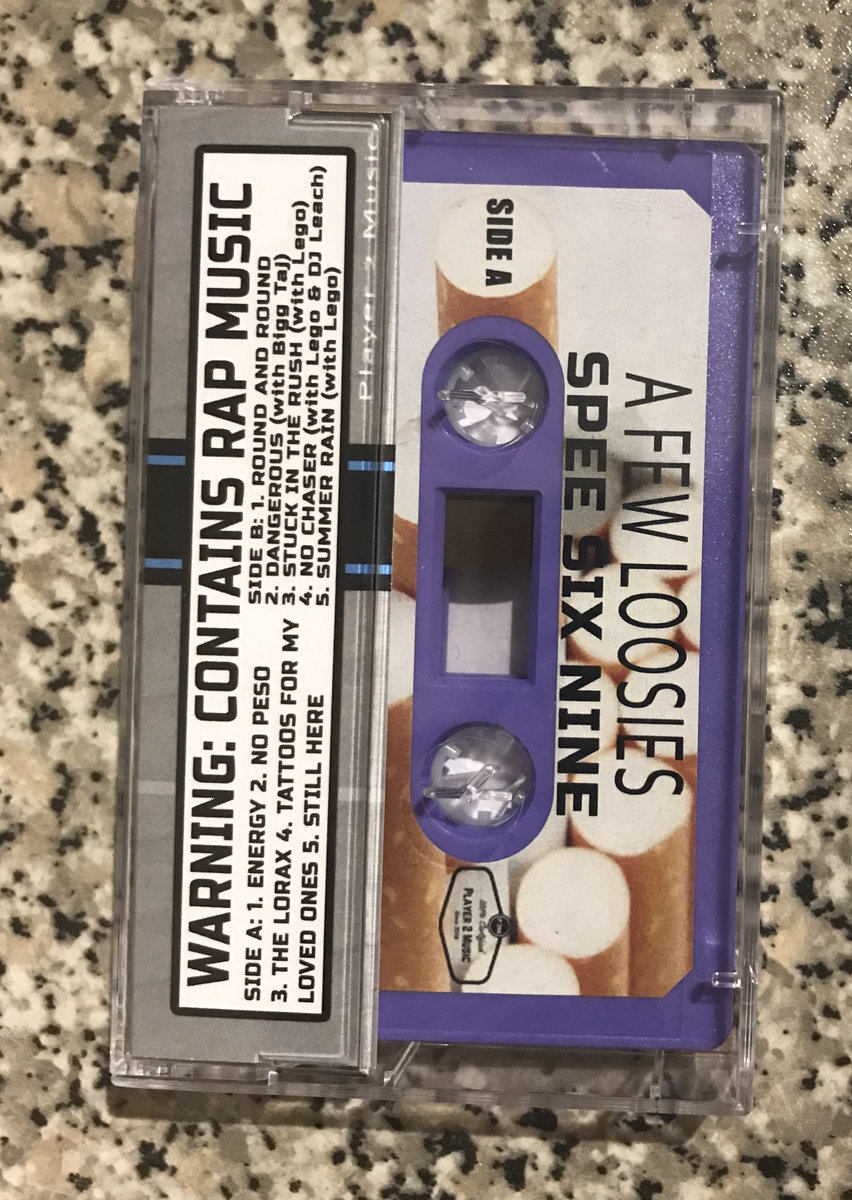 WARNING: CONTAINS RAP MUSIC
SIDE A: 1. ENERGY 2. NO PESO
3. THE LORAX 4. TATTOOS FOR MY
LOVED ONES 5. STILL HERE
SIDE B: 1. ROUND AND ROUND
2. DANGEROUS (with Bigg Taj)
3. STUCK IN THE RUSH (with Lego)
4. NO CHASER (with Lego & DJ Leach)
5. SUMMER RAIN (with Lego)
Player 2 Music
SIDE A
A FEW LOOSIES
SPEE SIX NINE
PLAYER 2 MUSIC